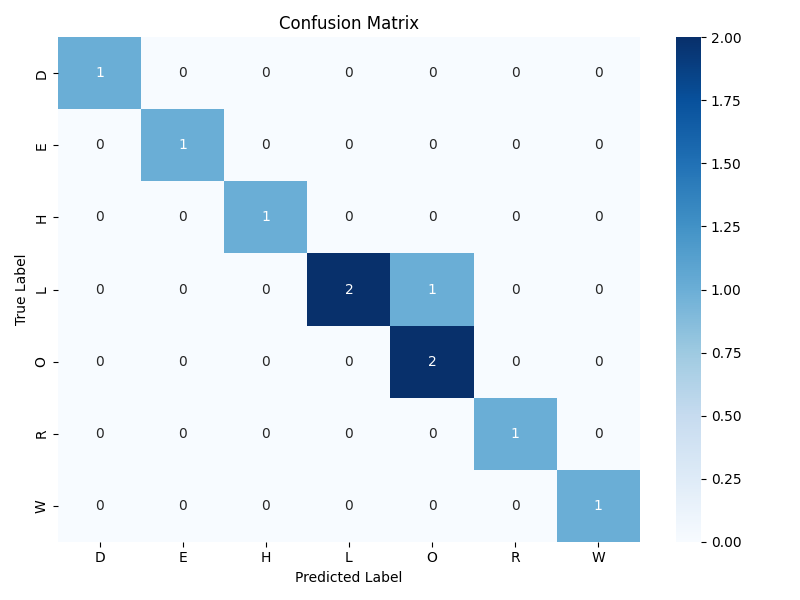 Confusion Matrix
D 1 0 0 0 0 0 0
E 0 1 0 0 0 0 0
H 0 0 1 0 0 0 0
L 0 0 0 2 1 0 0
O 0 0 0 0 2 0 0
R 0 0 0 0 0 1 0
W 0 0 0 0 0 0 1
D E H L O R W
True Label
Predicted Label
2.00
1.75
1.50
1.25
1.00
0.75
0.50
0.25
0.00